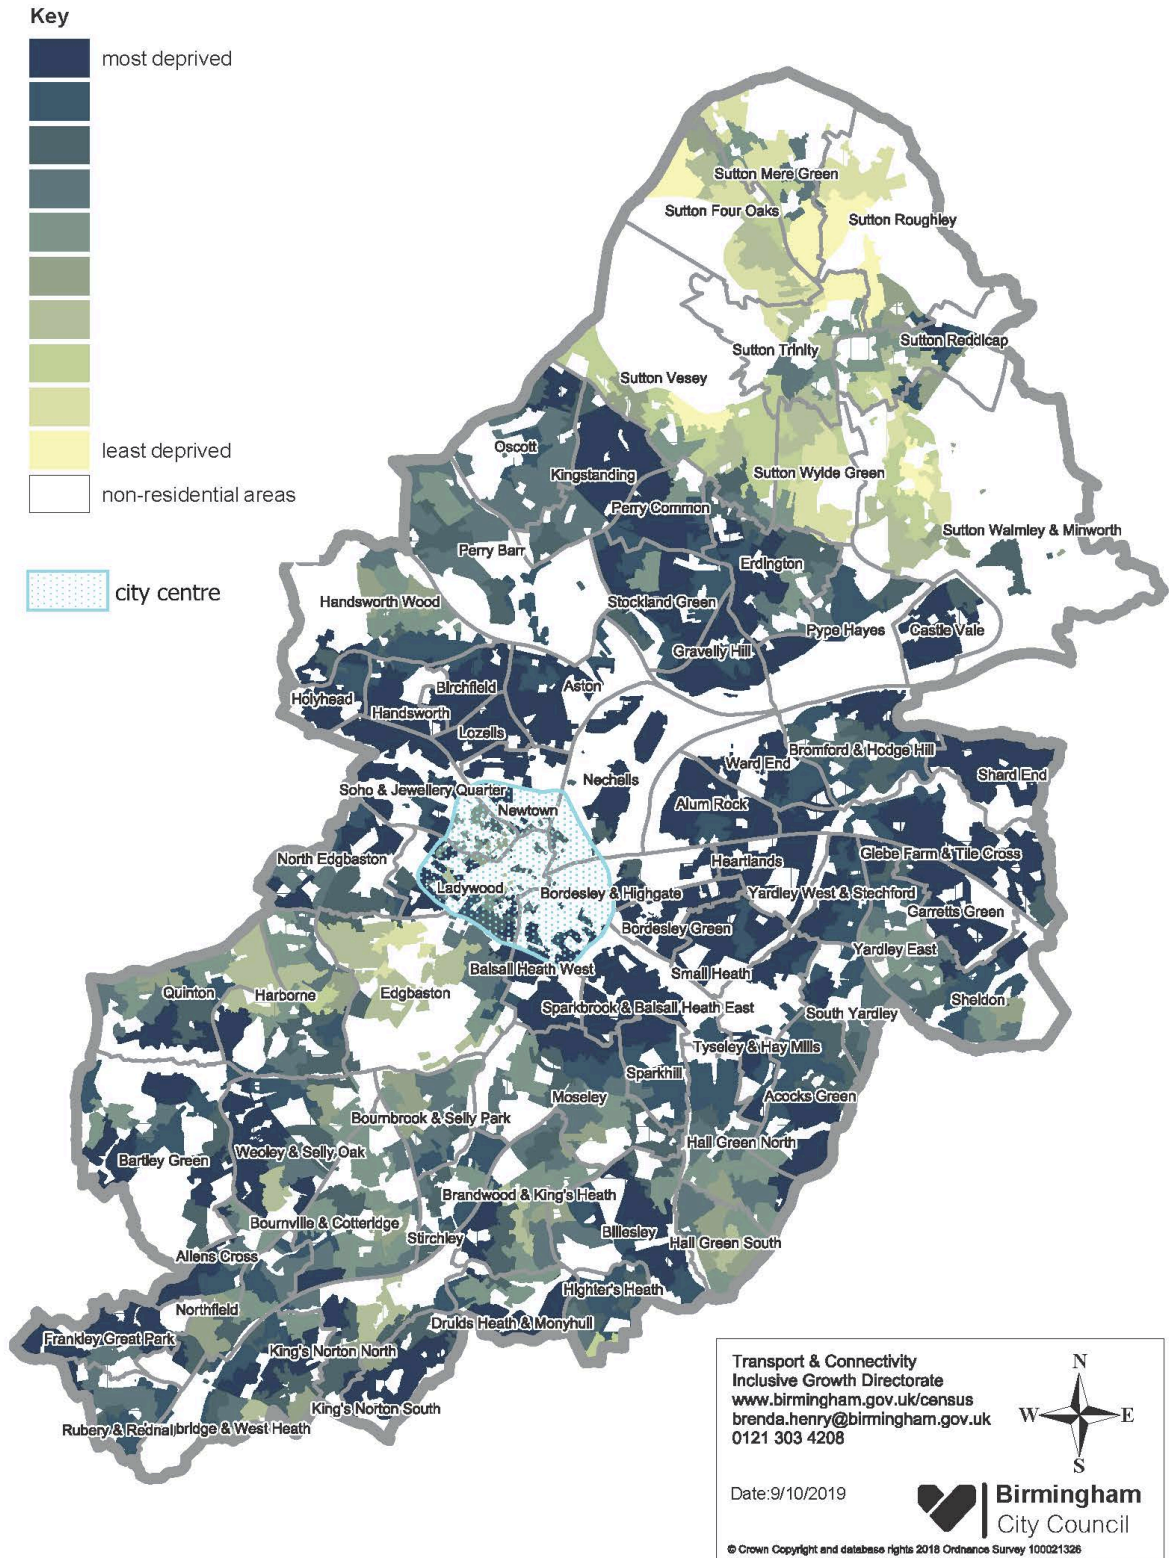 Key
most deprived
least deprived
non-residential areas
city centre
Sutton Mere Green
Sutton Four Oaks
Sutton Roughley
Sutton Reddicap
Sutton Trinity
Sutton Vesey
Oscott
Kingstanding
Sutton Wylde Green
Perry Common
Sutton Walmley & Minworth
Perry Barr
Erdington
Handsworth Wood
Stockland Green
Pype Hayes
Castle Vale
Gravelly Hill
Birchfield
Aston
Holyhead
Handsworth
Lozells
Bromford & Hodge Hill
Ward End
Shard End
Nechells
Soho & Jewellery Quarter
Alum Rock
Newtown
North Edgbaston
Heartlands
Glebe Farm & Tile Cross
Ladywood
Bordesley & Highgate
Yardley West & Stechford
Garretts Green
Bordesley Green
Yardley East
Balsall Heath West
Small Heath
Quinton
Harborne
Edgbaston
Sheldon
Sparkbrook & Balsall Heath East
South Yardley
Tyseley & Hay Mills
Sparkhill
Moseley
Acocks Green
Bournbrook & Selly Park
Hall Green North
Bartley Green
Weoley & Selly Oak
Brandwood & King's Heath
Bournville & Cotteridge
Stirchley
Billesley
Hall Green South
Allens Cross
Highter's Heath
Northfield
Druids Heath & Monyhull
Frankley Great Park
King's Norton North
King's Norton South
Rubery & Rednal
bridge & West Heath
Transport & Connectivity
Inclusive Growth Directorate
www.birmingham.gov.uk/census
brenda.henry@birmingham.gov.uk
0121 303 4208
N
W E
S
Date:9/10/2019
Birmingham
City Council
© Crown Copyright and database rights 2018 Ordnance Survey 100021326